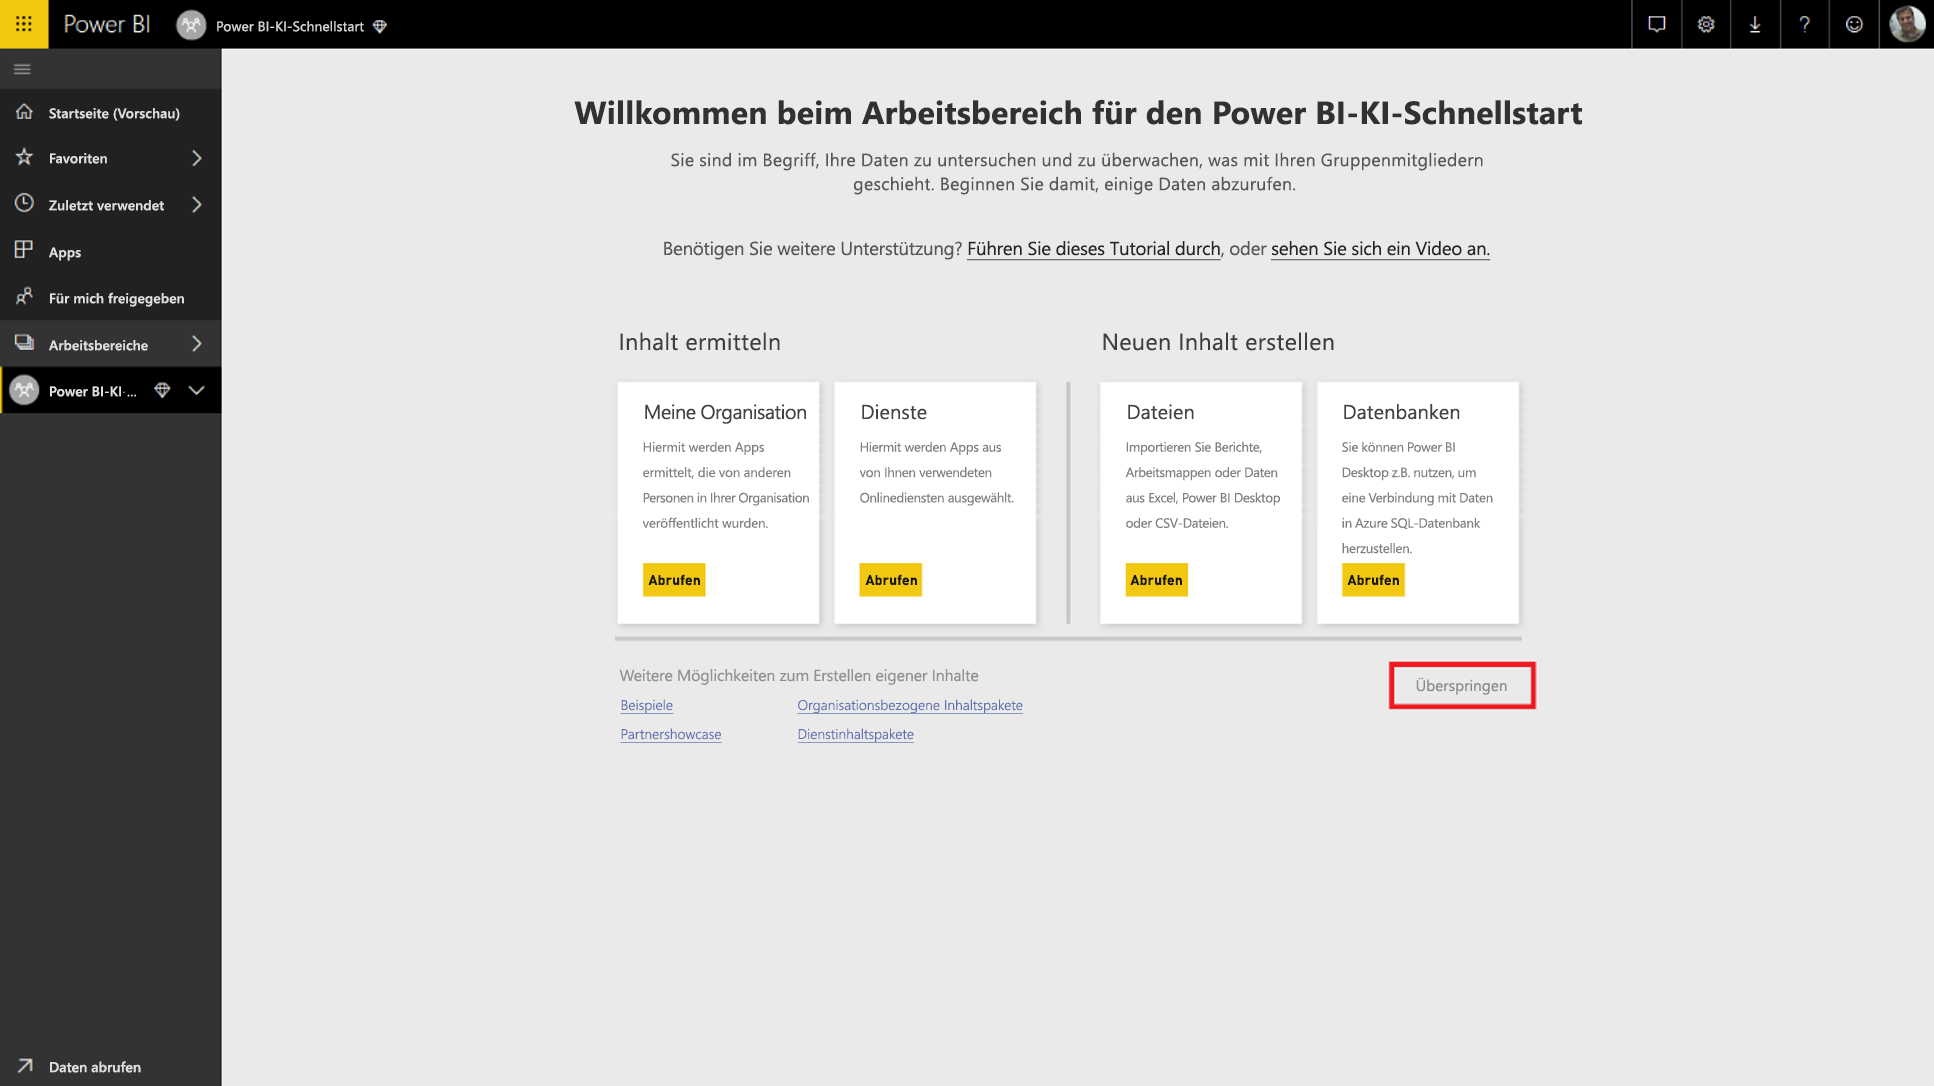 Power BI
Power BI-KI-Schnellstart
Startseite (Vorschau)
Favoriten
Zuletzt verwendet
Apps
Für mich freigegeben
Arbeitsbereiche
Power BI-KI-...
Daten abrufen
Willkommen beim Arbeitsbereich für den Power BI-KI-Schnellstart
Sie sind im Begriff, Ihre Daten zu untersuchen und zu überwachen, was mit Ihren Gruppenmitgliedern
geschieht. Beginnen Sie damit, einige Daten abzurufen.
Benötigen Sie weitere Unterstützung? Führen Sie dieses Tutorial durch, oder sehen Sie sich ein Video an.
Inhalt ermitteln
Meine Organisation
Hiermit werden Apps
ermittelt, die von anderen
Personen in Ihrer Organisation
veröffentlicht wurden.
Abrufen
Dienste
Hiermit werden Apps aus
von Ihnen verwendeten
Onlinediensten ausgewählt.
Abrufen
Neuen Inhalt erstellen
Dateien
Importieren Sie Berichte,
Arbeitsmappen oder Daten
aus Excel, Power BI Desktop
oder CSV-Dateien.
Abrufen
Datenbanken
Sie können Power BI
Desktop z.B. nutzen, um
eine Verbindung mit Daten
in Azure SQL-Datenbank
herzustellen.
Abrufen
Weitere Möglichkeiten zum Erstellen eigener Inhalte
Beispiele
Organisationsbezogene Inhaltspakete
Partnershowcase
Dienstinhaltspakete
Überspringen